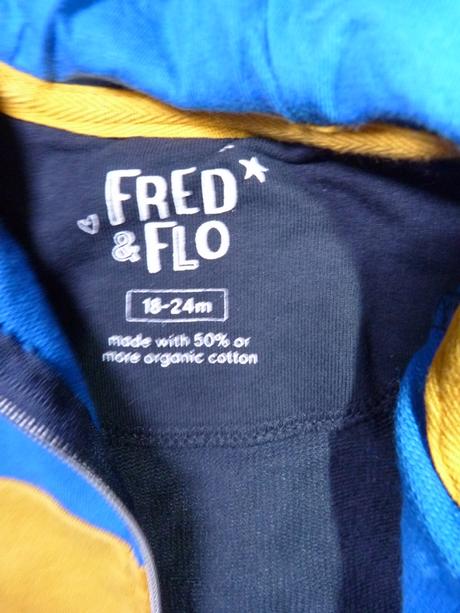 FRED
& FLO
18-24m
made with 50% or
more organic cotton